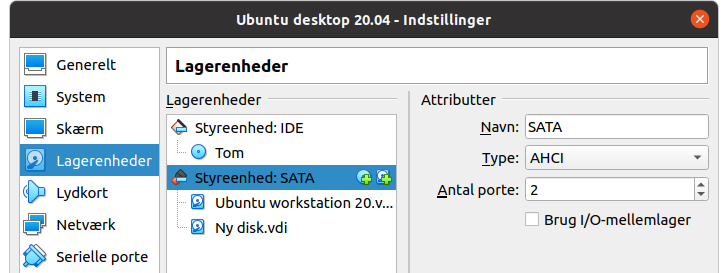 Ubuntu desktop 20.04 - Indstillinger
Generelt
System
Skærm
Lagerenheder
Lydkort
Netværk
Serielle porte
Lagerenheder
Lagerenheder
Styreenhed: IDE
Tom
Styreenhed: SATA
Ubuntu workstation 20.v...
Ny disk.vdi
Attributter
Navn: SATA
Type: AHCI
Antal porte: 2
Brug I/O-mellemlager